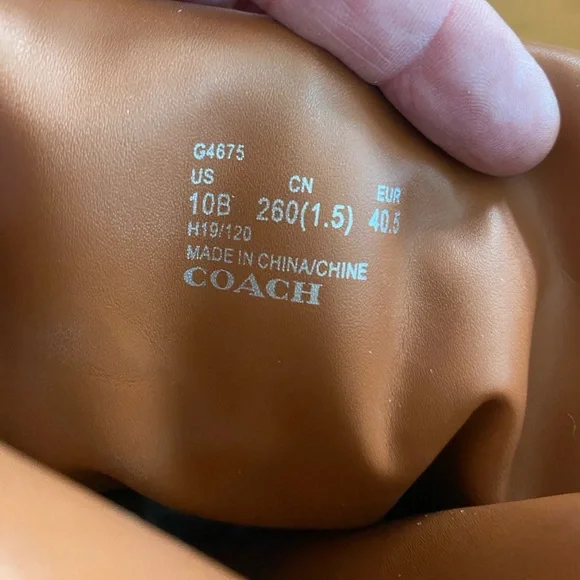 G4675
US CN EUR
10B 260(1.5) 40.5
H19/120
MADE IN CHINA/CHINE
COACH